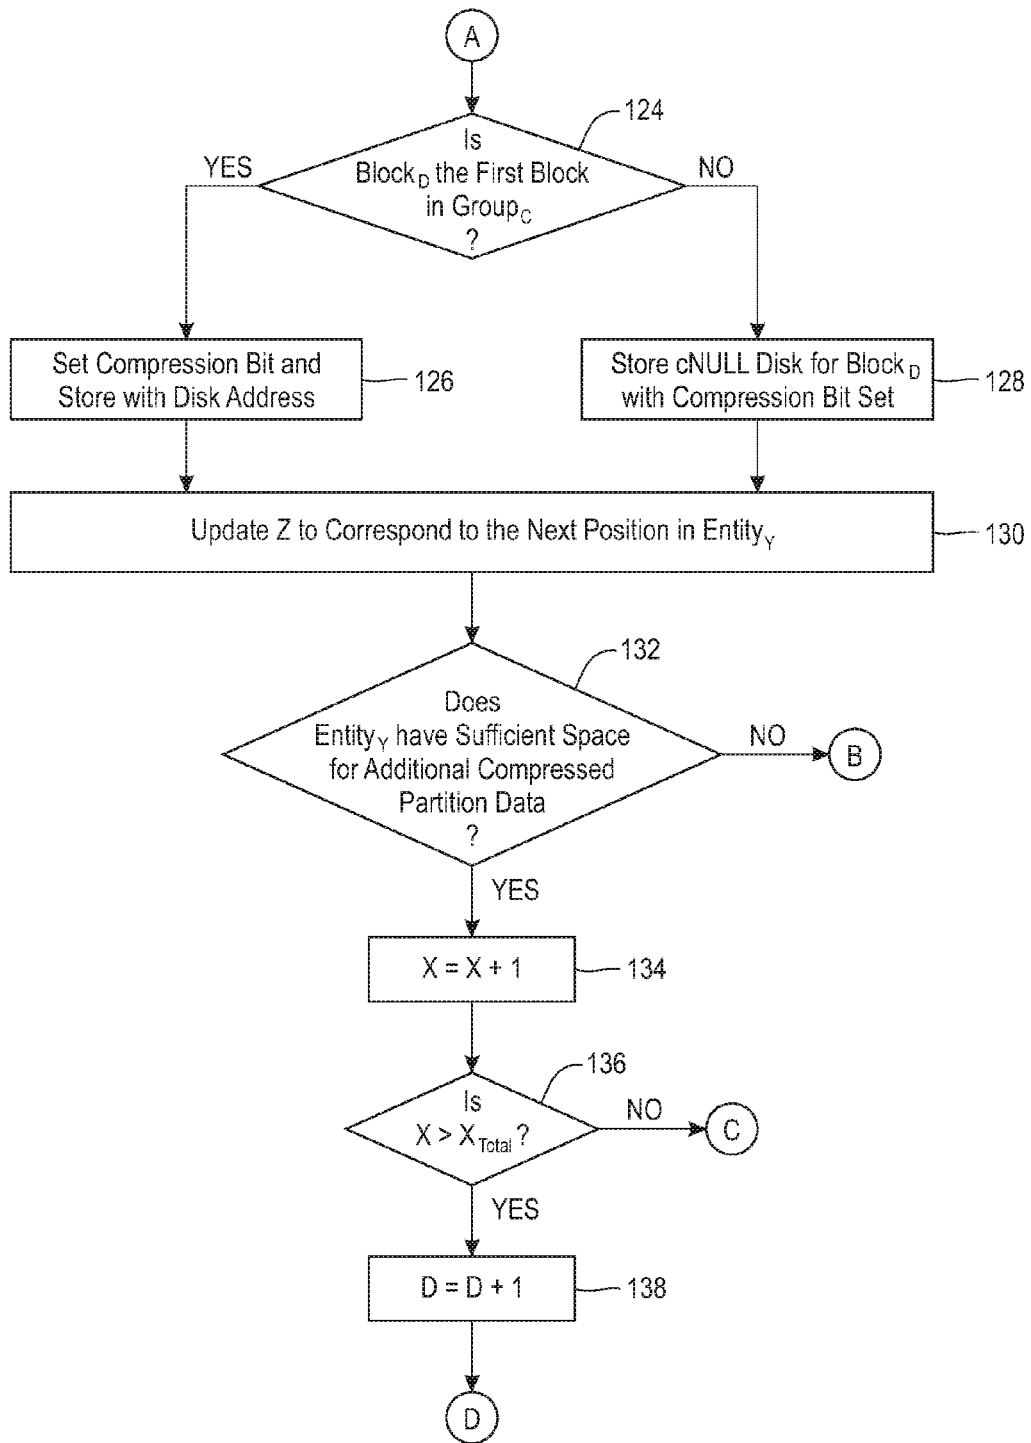 A
124
Is
Block_D the First Block
in Group_C
?
YES
NO
Set Compression Bit and
Store with Disk Address
126
Store cNULL Disk for Block_D
with Compression Bit Set
128
Update Z to Correspond to the Next Position in Entity_Y
130
132
Does
Entity_Y have Sufficient Space
for Additional Compressed
Partition Data
?
NO
B
YES
X = X + 1
134
136
Is
X > X_Total ?
NO
C
YES
D = D + 1
138
D